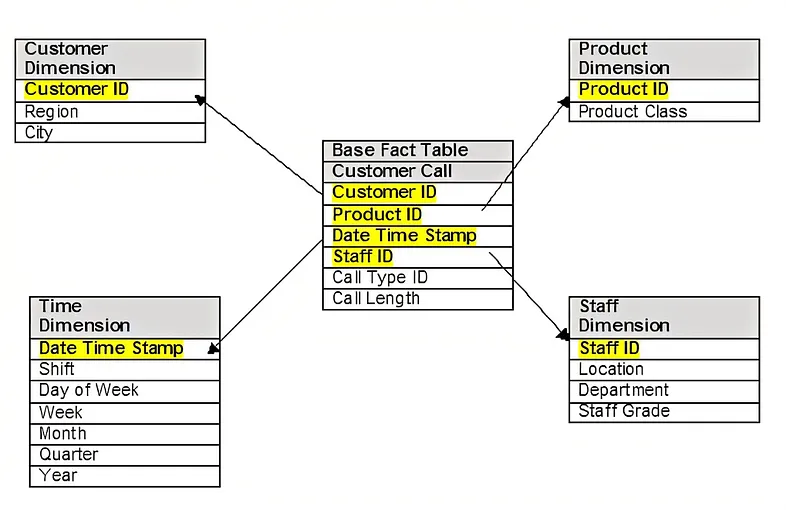 Customer
Dimension
Customer ID
Region
City
Product
Dimension
Product ID
Product Class
Base Fact Table
Customer Call
Customer ID
Product ID
Date Time Stamp
Staff ID
Call Type ID
Call Length
Time
Dimension
Date Time Stamp
Shift
Day of Week
Week
Month
Quarter
Year
Staff
Dimension
Staff ID
Location
Department
Staff Grade